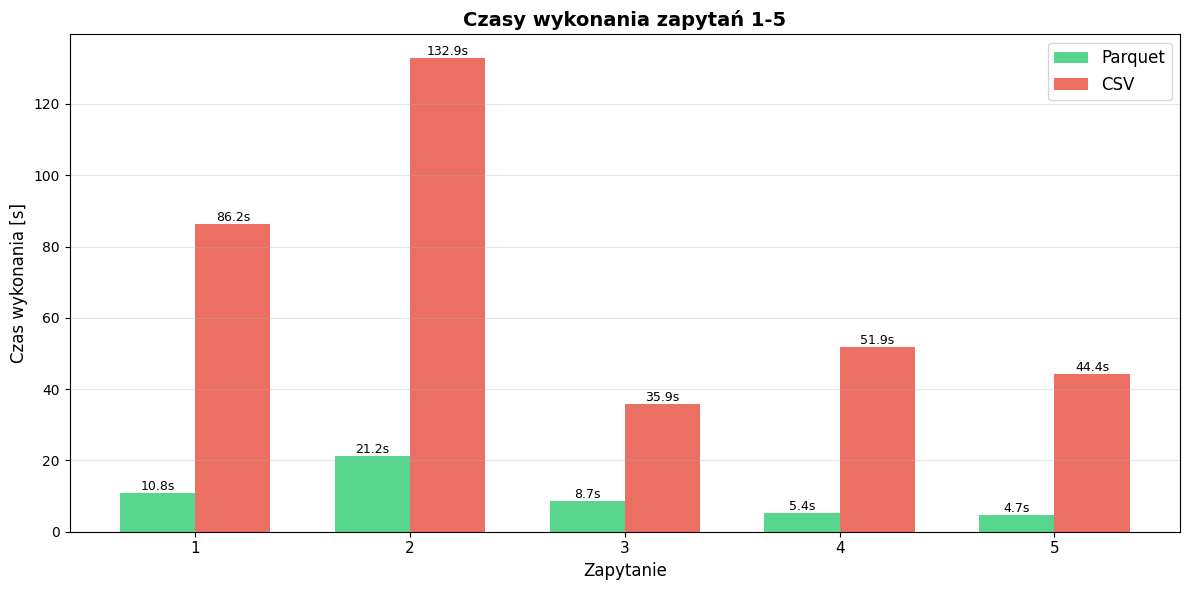 Czasy wykonania zapytań 1-5
Parquet
CSV
Czas wykonania [s]
120
100
80
60
40
20
0
132.9s
86.2s
51.9s
44.4s
35.9s
21.2s
10.8s
8.7s
5.4s
4.7s
1 2 3 4 5
Zapytanie